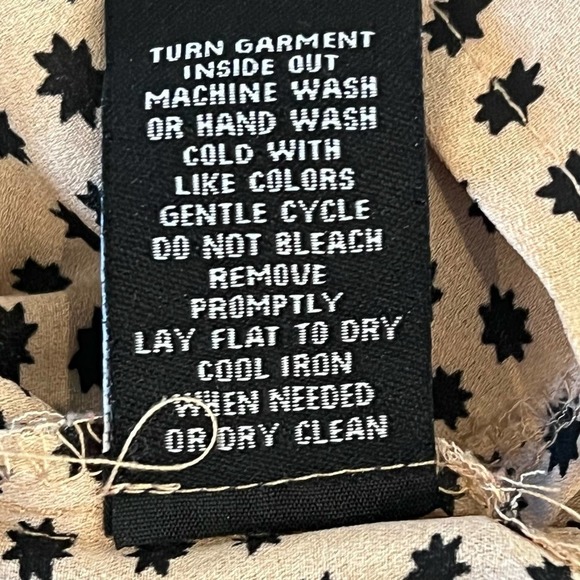 TURN GARMENT
INSIDE OUT
MACHINE WASH
OR HAND WASH
COLD WITH
LIKE COLORS
GENTLE CYCLE
DO NOT BLEACH
REMOVE
PROMPTLY
LAY FLAT TO DRY
COOL IRON
WHEN NEEDED
OR DRY CLEAN